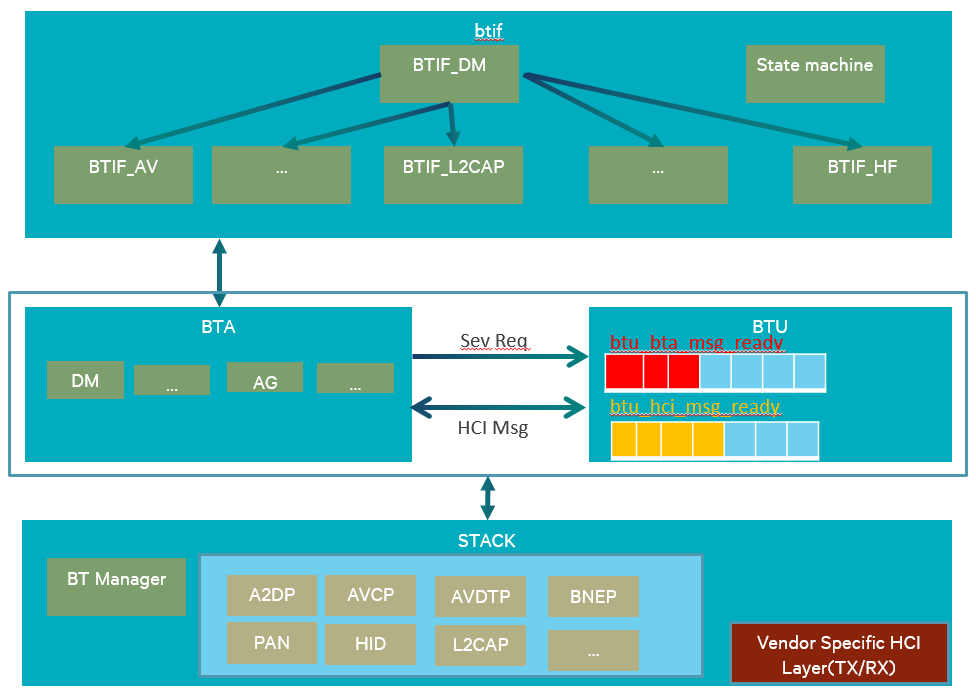 btif
BTIF_DM
State machine
BTIF_AV
...
BTIF_L2CAP
...
BTIF_HF
BTA
DM
...
AG
...
Sev Req
HCI Msg
BTU
btu_bta_msg_ready
btu_hci_msg_ready
STACK
BT Manager
A2DP
AVCP
AVDTP
BNEP
PAN
HID
L2CAP
...
Vendor Specific HCI
Layer(TX/RX)